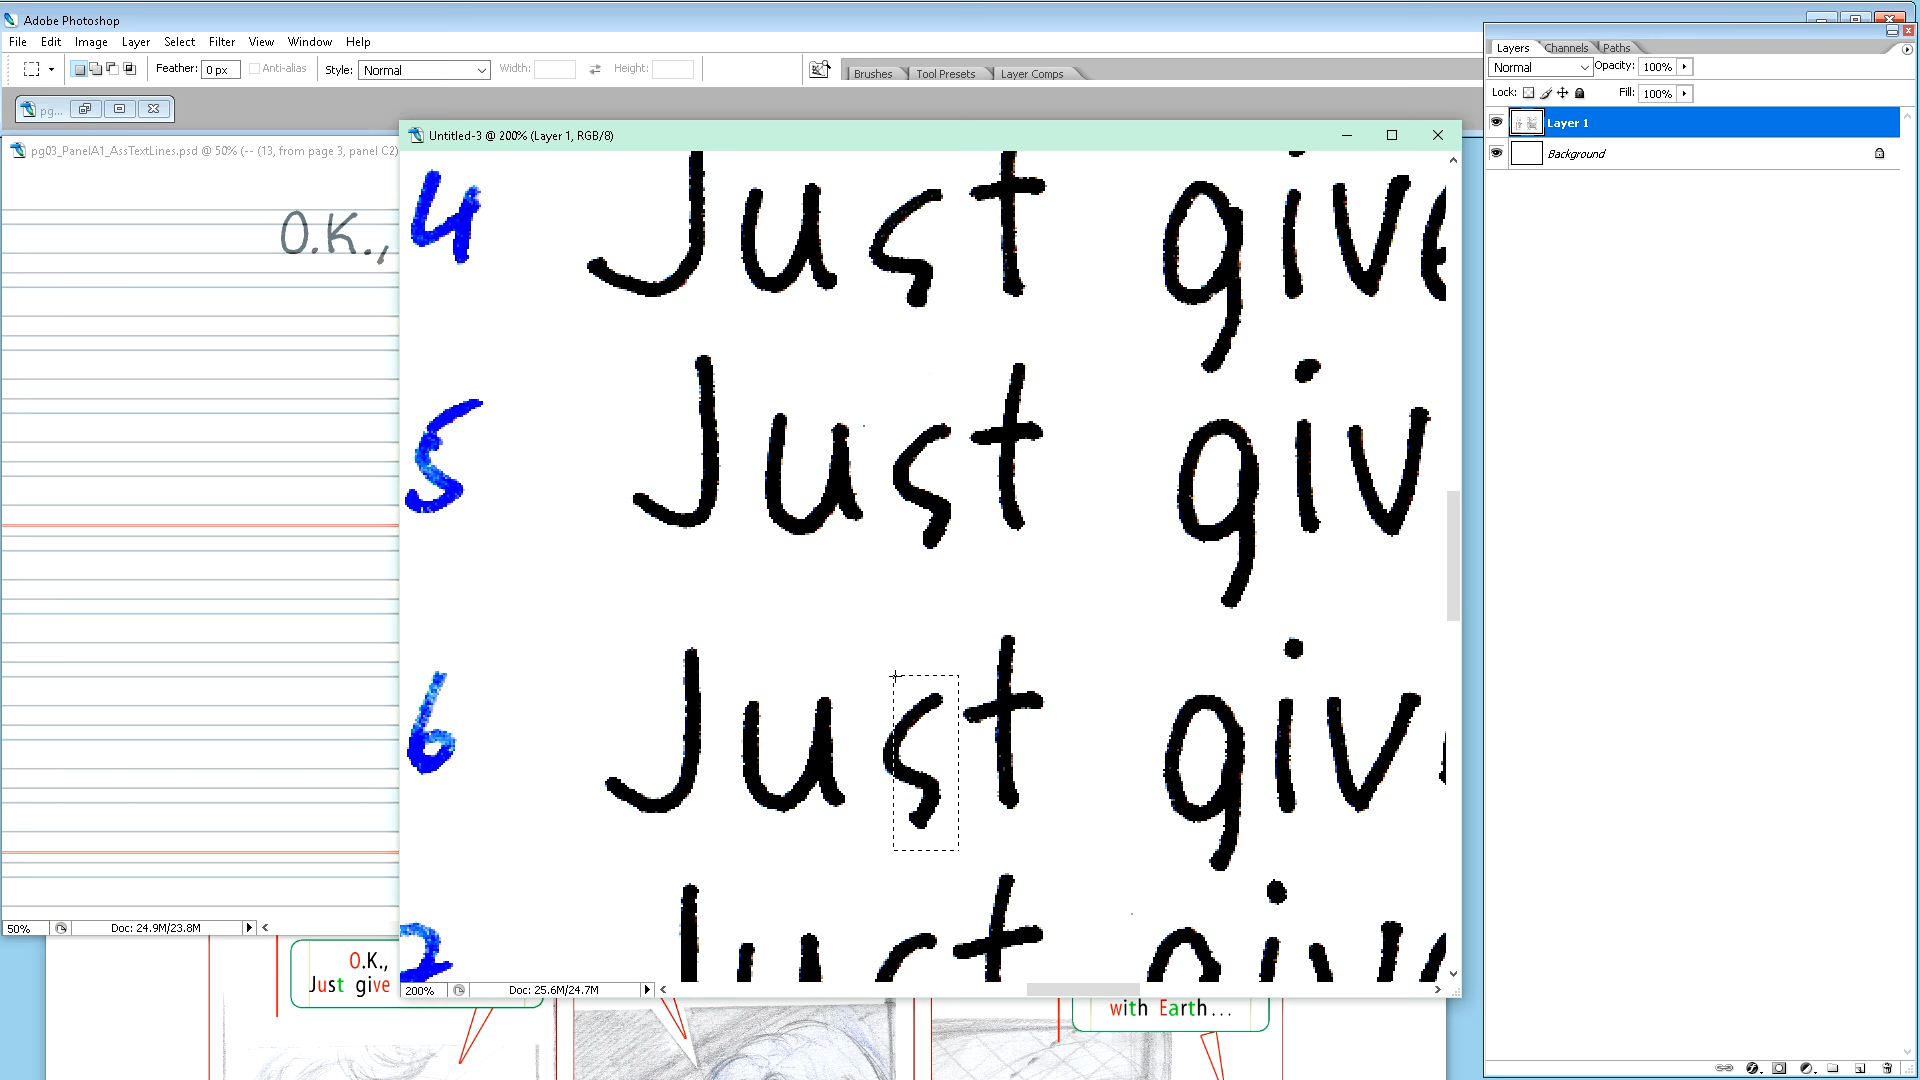 Adobe Photoshop
File Edit Image Layer Select Filter View Window Help
Feather: 0 px Anti-alias Style: Normal Width: Height: Brushes Tool Presets Layer Comps
Layers Channels Paths
Normal Opacity: 100%
Lock: Fill: 100%
Layer 1
Background
pg...
pg03_PanelA1_AssTextLines.psd @ 50% (-- (13, from page 3, panel C2)
O.K.,
50% Doc: 24.9M/23.8M
Untitled-3 @ 200% (Layer 1, RGB/8)
4 Just give
5 Just giv
6 Just giv
2 Just give
200% Doc: 25.6M/24.7M
O.K.,
Just give
with Earth...